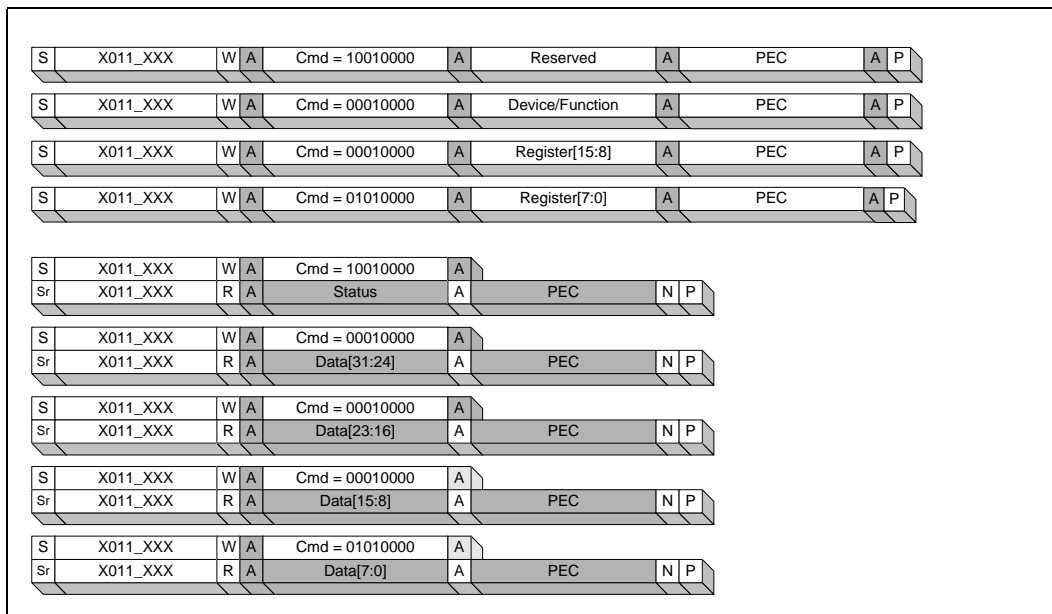 S X011_XXX W A Cmd = 10010000 A Reserved A PEC A P
S X011_XXX W A Cmd = 00010000 A Device/Function A PEC A P
S X011_XXX W A Cmd = 00010000 A Register[15:8] A PEC A P
S X011_XXX W A Cmd = 01010000 A Register[7:0] A PEC A P
S X011_XXX W A Cmd = 10010000 A
Sr X011_XXX R A Status A PEC N P
S X011_XXX W A Cmd = 00010000 A
Sr X011_XXX R A Data[31:24] A PEC N P
S X011_XXX W A Cmd = 00010000 A
Sr X011_XXX R A Data[23:16] A PEC N P
S X011_XXX W A Cmd = 00010000 A
Sr X011_XXX R A Data[15:8] A PEC N P
S X011_XXX W A Cmd = 01010000 A
Sr X011_XXX R A Data[7:0] A PEC N P